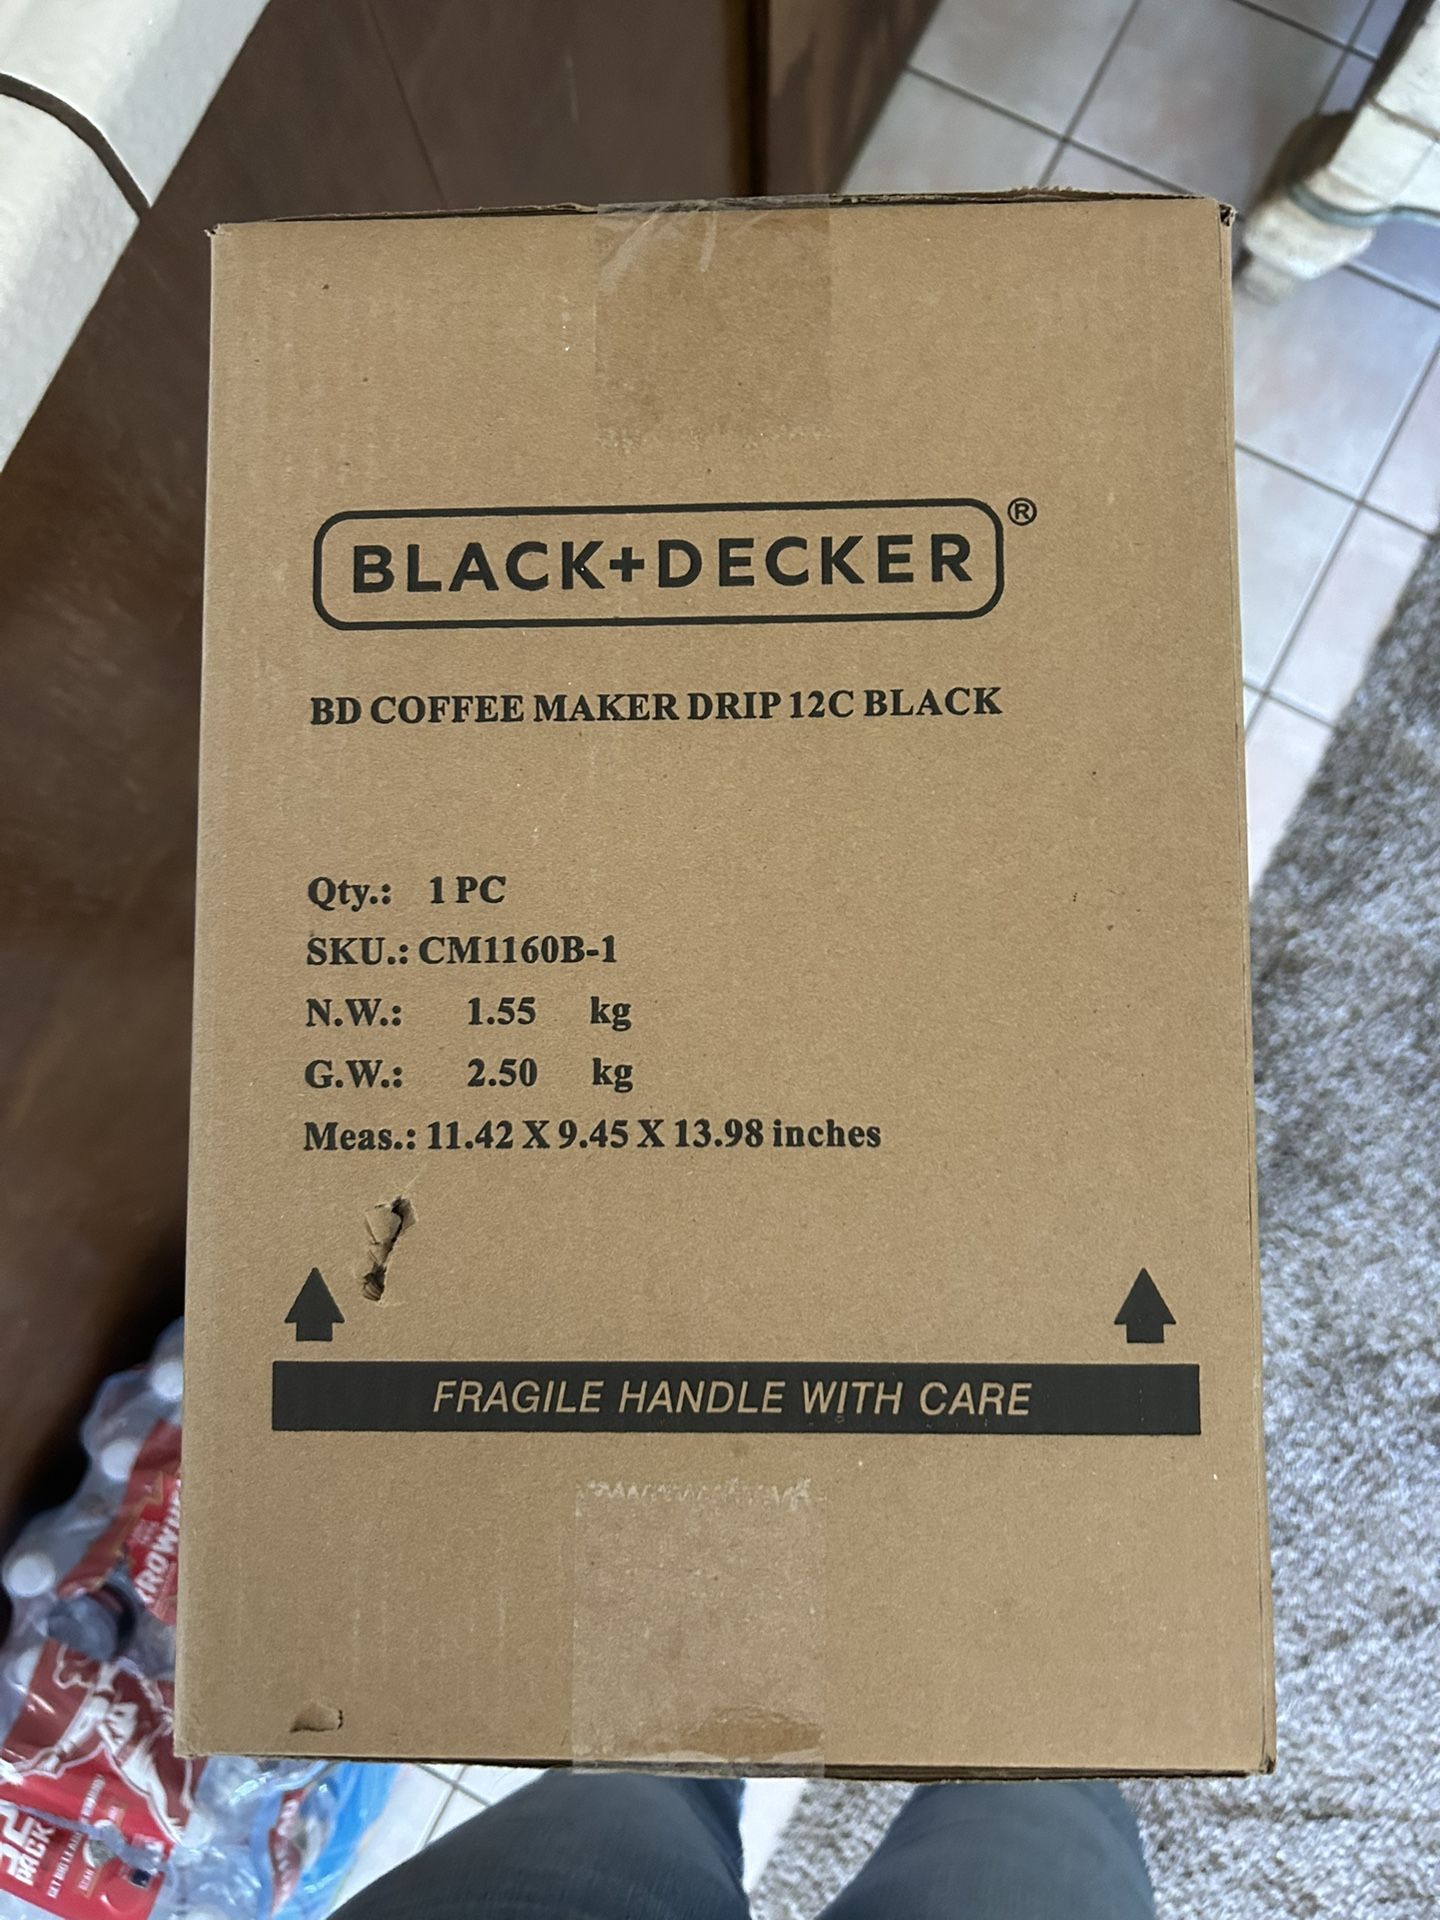 BLACK+DECKER®
BD COFFEE MAKER DRIP 12C BLACK
Qty.: 1 PC
SKU.: CM1160B-1
N.W.: 1.55 kg
G.W.: 2.50 kg
Meas.: 11.42 X 9.45 X 13.98 inches
FRAGILE HANDLE WITH CARE
PACK